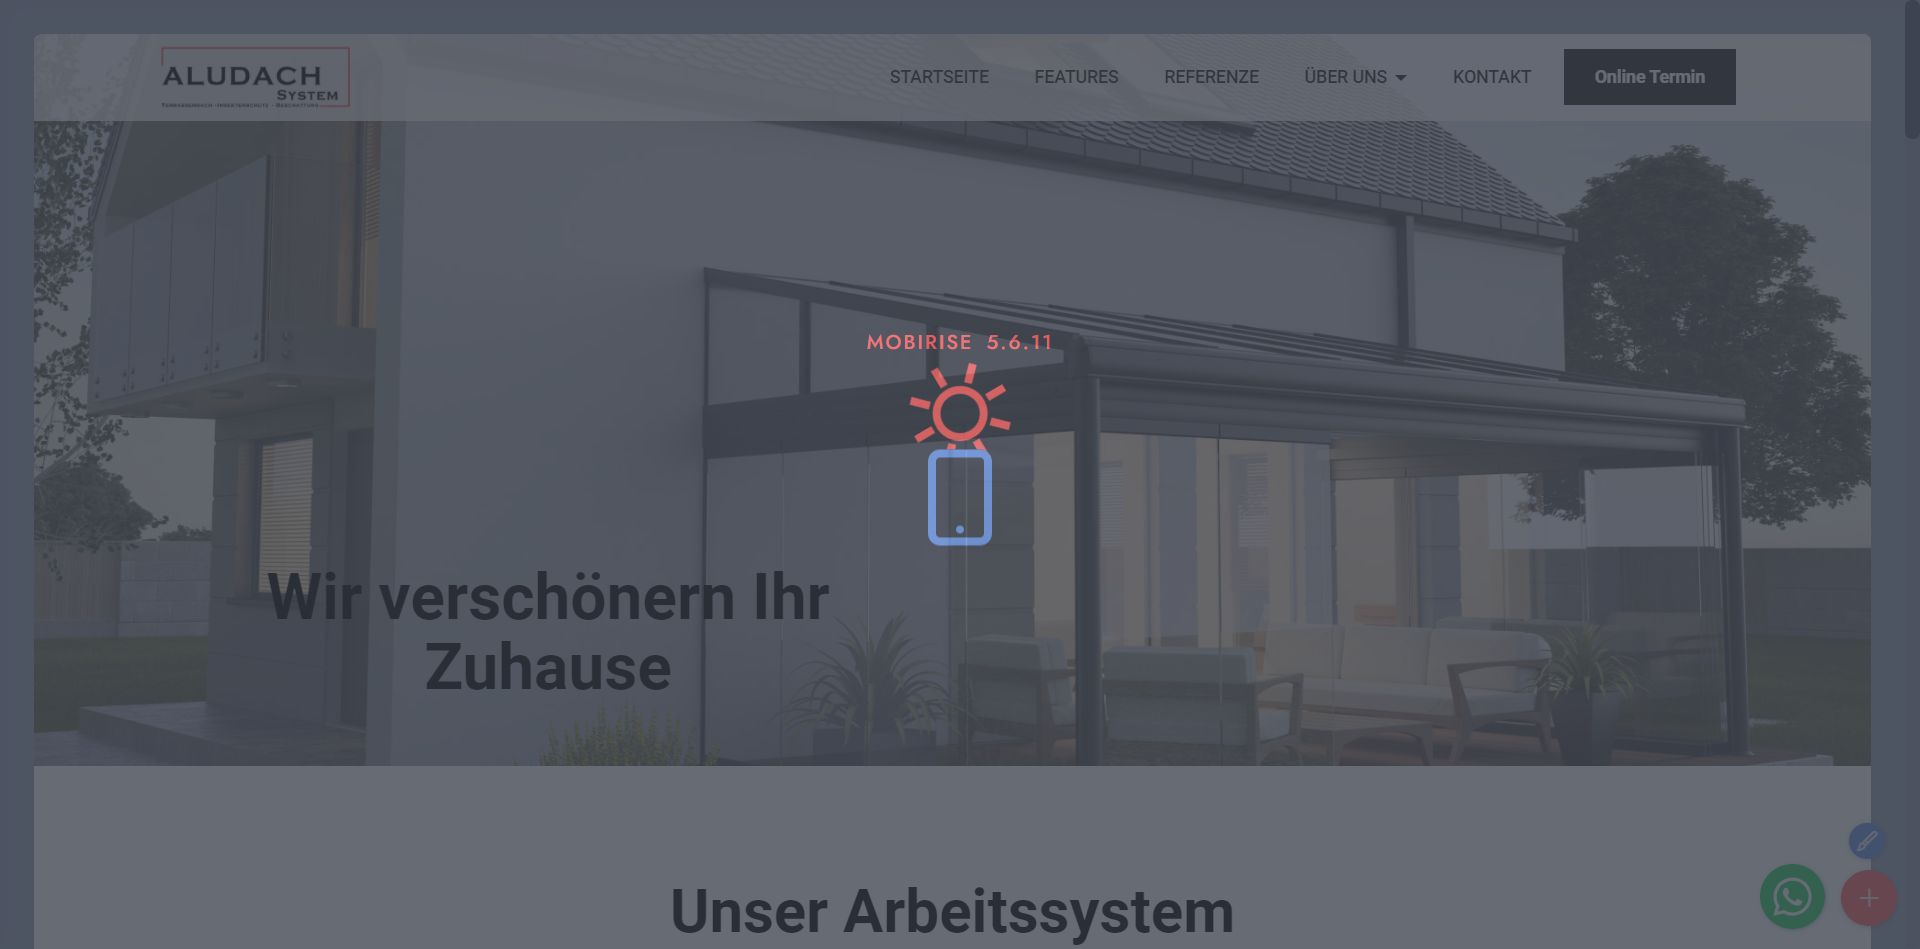 ALUDACH
SYSTEM
TERRASSENDACH · INSEKTENSCHUTZ · BESCHATTUNG
STARTSEITE
FEATURES
REFERENZE
ÜBER UNS
KONTAKT
Online Termin
MOBIRISE 5.6.11
Wir verschönern Ihr
Zuhause
Unser Arbeitssystem